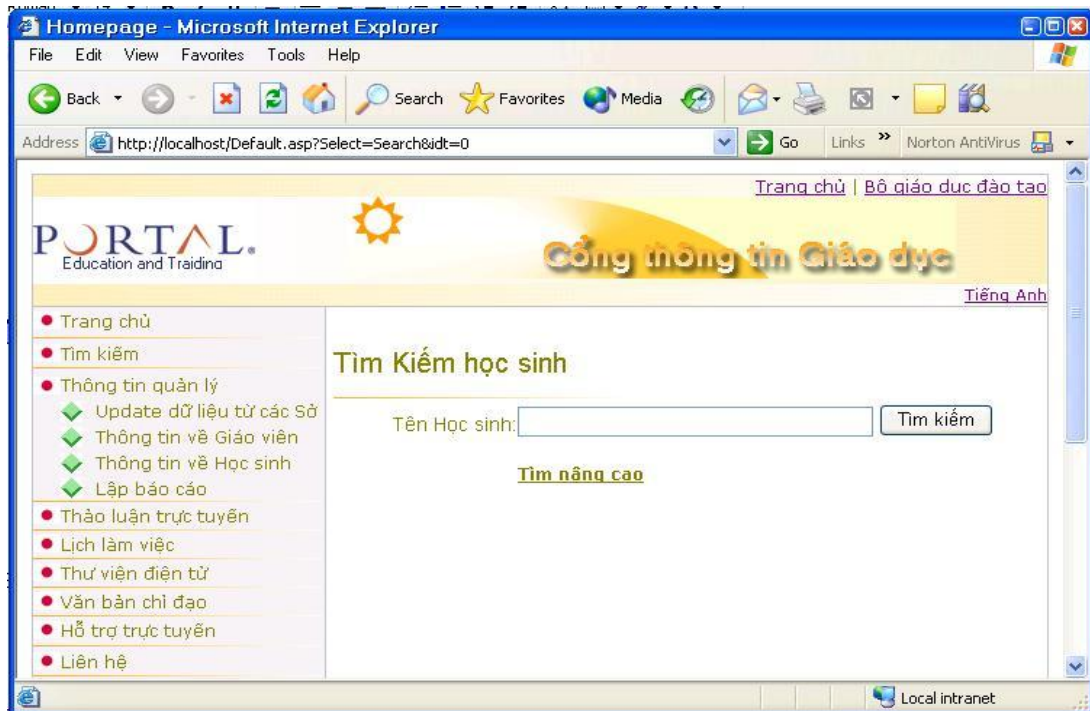 Homepage - Microsoft Internet Explorer
File Edit View Favorites Tools Help
Back Search Favorites Media
Address http://localhost/Default.asp?Select=Search&idt=0 Go Links » Norton AntiVirus
Trang chủ | Bộ giáo dục đào tạo
PORTAL.
Education and Traiding
Cổng thông tin Giáo dục
Tiếng Anh
Trang chủ
Tìm kiếm
Thông tin quản lý
Update dữ liệu từ các Sở
Thông tin về Giáo viên
Thông tin về Học sinh
Lập báo cáo
Thảo luận trực tuyến
Lịch làm việc
Thư viện điện tử
Văn bản chỉ đạo
Hỗ trợ trực tuyến
Liên hệ
Tìm Kiếm học sinh
Tên Học sinh: Tìm kiếm
Tìm nâng cao
Local intranet